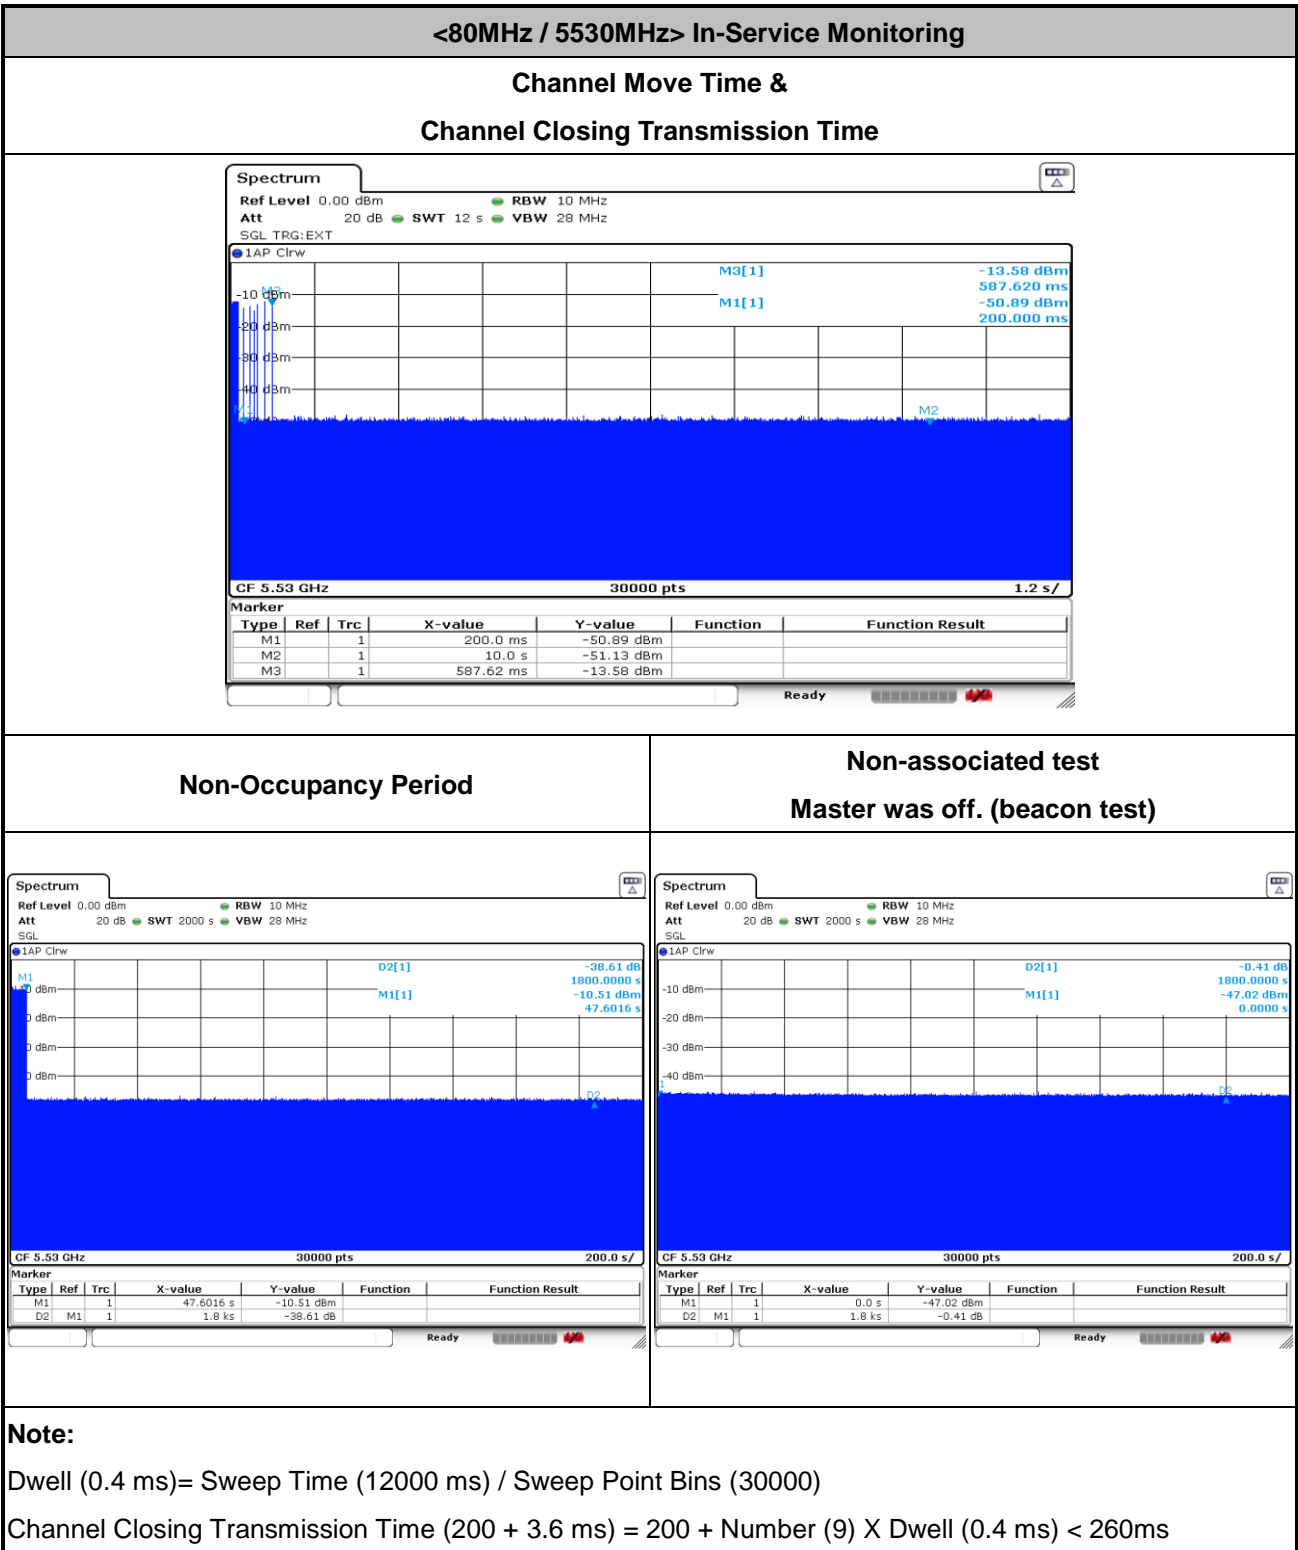 <80MHz / 5530MHz> In-Service Monitoring
Channel Move Time &
Channel Closing Transmission Time
Spectrum
Ref Level 0.00 dBm RBW 10 MHz
Att 20 dB SWT 12 s VBW 28 MHz
SGL TRG:EXT
1AP Clrw
M3[1] -13.58 dBm
587.620 ms
M1[1] -50.89 dBm
200.000 ms
M3
-10 dBm
-20 dBm
-30 dBm
-40 dBm
M1
M2
CF 5.53 GHz 30000 pts 1.2 s/
Marker
Type Ref Trc X-value Y-value Function Function Result
M1 1 200.0 ms -50.89 dBm
M2 1 10.0 s -51.13 dBm
M3 1 587.62 ms -13.58 dBm
Ready
Non-Occupancy Period
Non-associated test
Master was off. (beacon test)
Spectrum
Ref Level 0.00 dBm RBW 10 MHz
Att 20 dB SWT 2000 s VBW 28 MHz
SGL
1AP Clrw
D2[1] -38.61 dB
1800.0000 s
M1[1] -10.51 dBm
47.6016 s
M1
dBm
dBm
dBm
dBm
D2
CF 5.53 GHz 30000 pts 200.0 s/
Marker
Type Ref Trc X-value Y-value Function Function Result
M1 1 47.6016 s -10.51 dBm
D2 M1 1 1.8 ks -38.61 dB
Ready
Spectrum
Ref Level 0.00 dBm RBW 10 MHz
Att 20 dB SWT 2000 s VBW 28 MHz
SGL
1AP Clrw
D2[1] -0.41 dB
1800.0000 s
M1[1] -47.02 dBm
0.0000 s
-10 dBm
-20 dBm
-30 dBm
-40 dBm
1
D2
CF 5.53 GHz 30000 pts 200.0 s/
Marker
Type Ref Trc X-value Y-value Function Function Result
M1 1 0.0 s -47.02 dBm
D2 M1 1 1.8 ks -0.41 dB
Ready
Note:
Dwell (0.4 ms)= Sweep Time (12000 ms) / Sweep Point Bins (30000)
Channel Closing Transmission Time (200 + 3.6 ms) = 200 + Number (9) X Dwell (0.4 ms) < 260ms